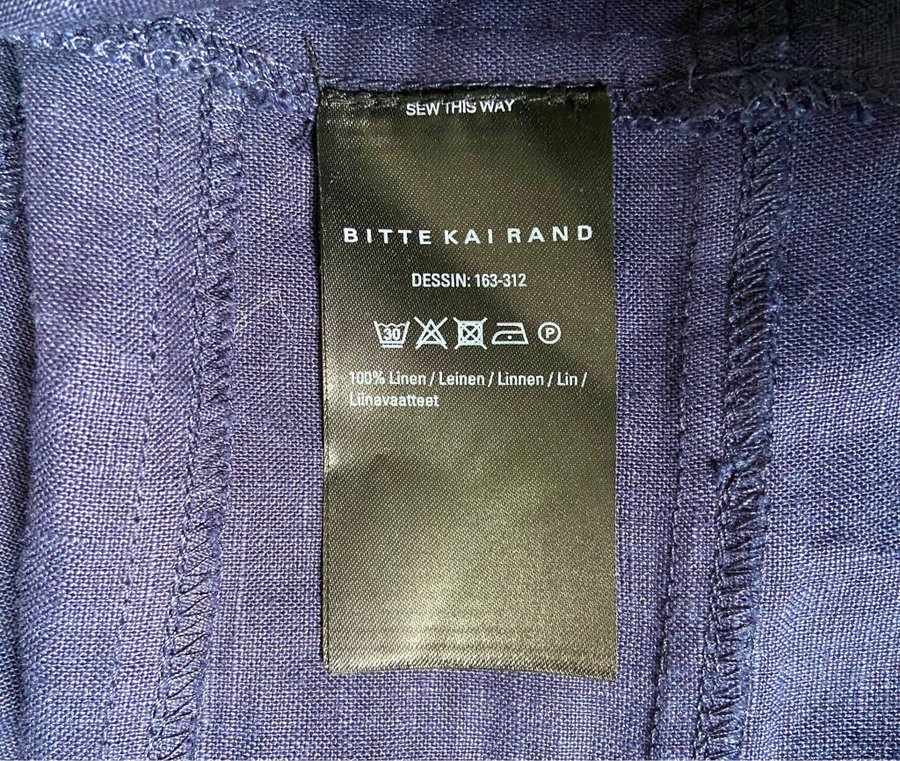 SEW THIS WAY
BITTE KAI RAND
DESSIN: 163-312
30 P
100% Linen / Leinen / Linnen / Lin /
Liinavaatteet